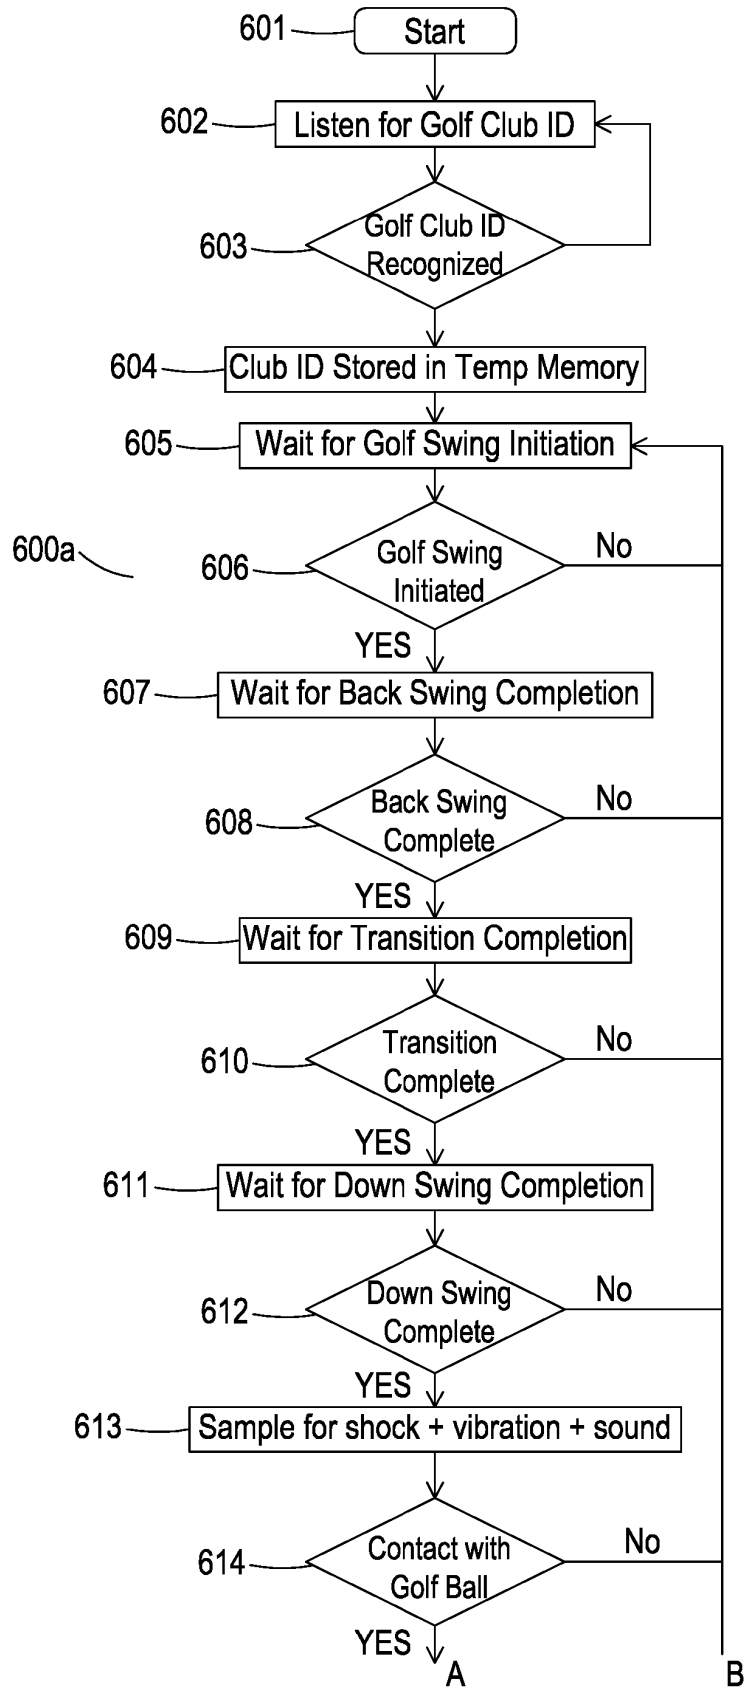 601 Start
602 Listen for Golf Club ID
603 Golf Club ID
Recognized
604 Club ID Stored in Temp Memory
605 Wait for Golf Swing Initiation
600a
606 Golf Swing No
Initiated
YES
607 Wait for Back Swing Completion
608 Back Swing No
Complete
YES
609 Wait for Transition Completion
610 Transition No
Complete
YES
611 Wait for Down Swing Completion
612 Down Swing No
Complete
YES
613 Sample for shock + vibration + sound
614 Contact with No
Golf Ball
YES
A B